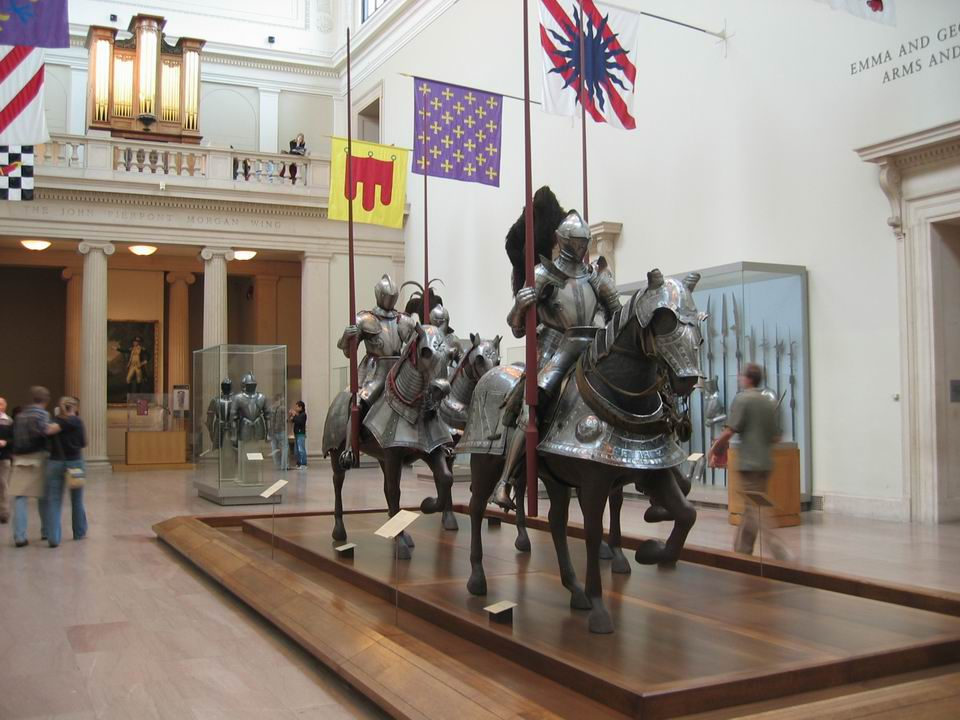 THE JOHN PIERPONT MORGAN WING
EMMA AND GEO
ARMS AND